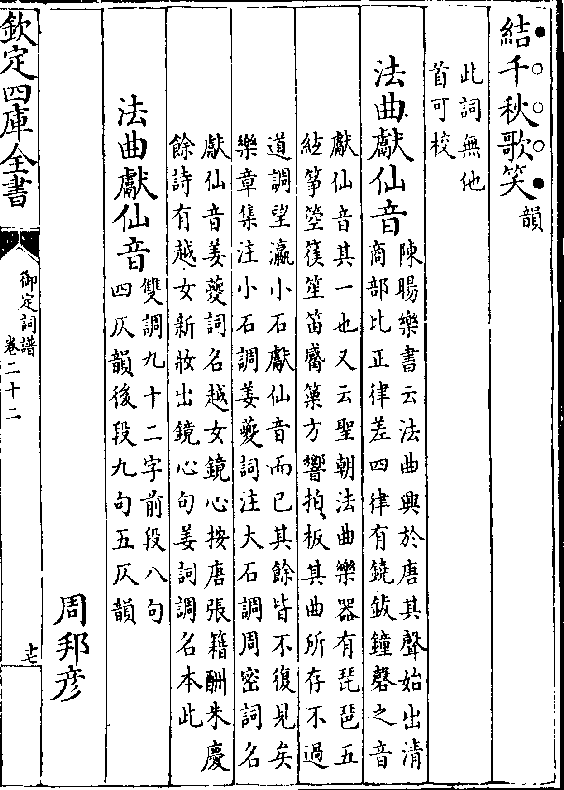 結千秋歌笑韻
此詞無他
首可校
法曲獻仙音
陳暘樂書云法曲興於唐其聲始出清
商部比正律差四律有鐃鈸鐘磬之音
獻仙音其一也又云聖朝法曲樂器有琵琶五
絃箏箜篌笙笛觱篥方響拍板其曲所存不過
道調望瀛小石獻仙音而已其餘皆不復見矣
樂章集注小石調姜夔詞注大石調周密詞名
獻仙音姜夔詞名越女鏡心按唐張籍酬朱慶
餘詩有越女新妝出鏡心句姜詞調名本此
法曲獻仙音
雙調九十二字前段八句
四仄韻後段九句五仄韻
周邦彦
欽定四庫全書
御定詞譜
卷二十二
十七